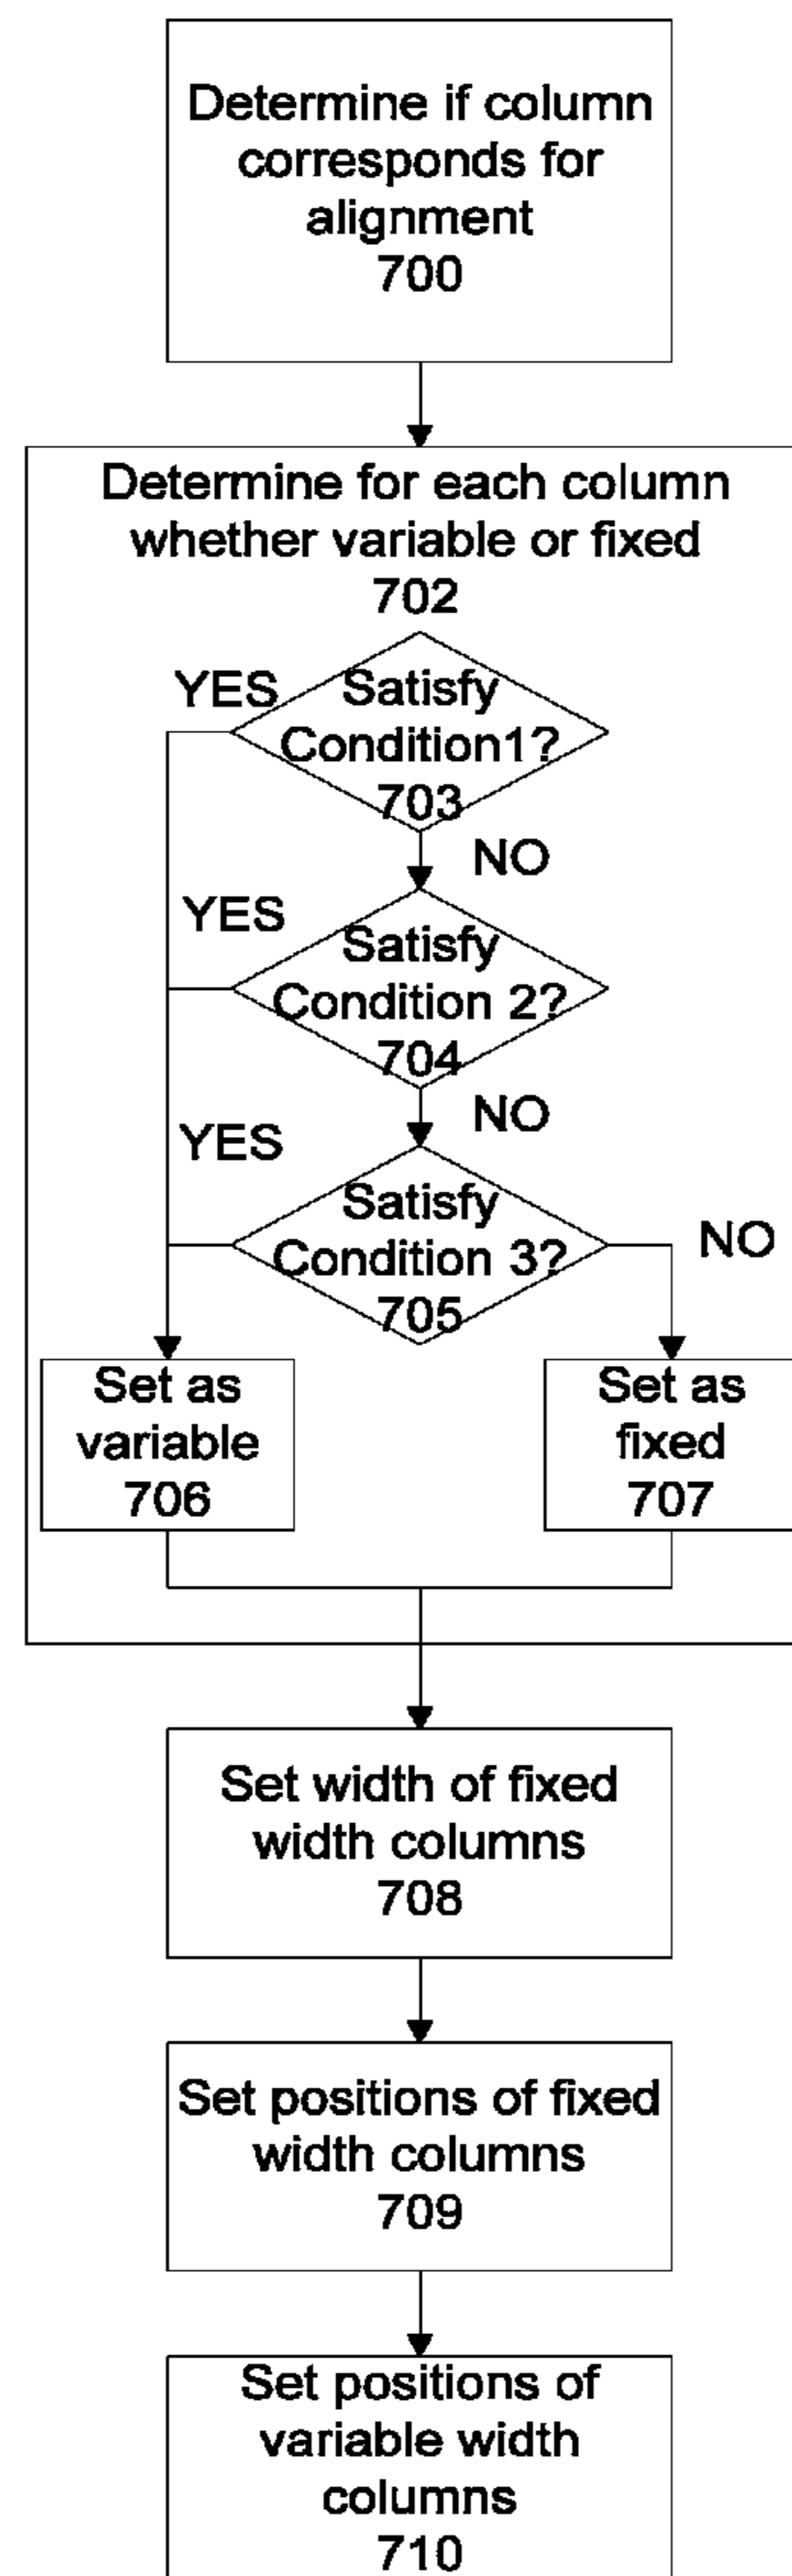 Determine if column
corresponds for
alignment
700
Determine for each column
whether variable or fixed
702
YES
Satisfy
Condition1?
703
NO
YES
Satisfy
Condition 2?
704
NO
YES
Satisfy
Condition 3?
705
NO
Set as
variable
706
Set as
fixed
707
Set width of fixed
width columns
708
Set positions of fixed
width columns
709
Set positions of
variable width
columns
710